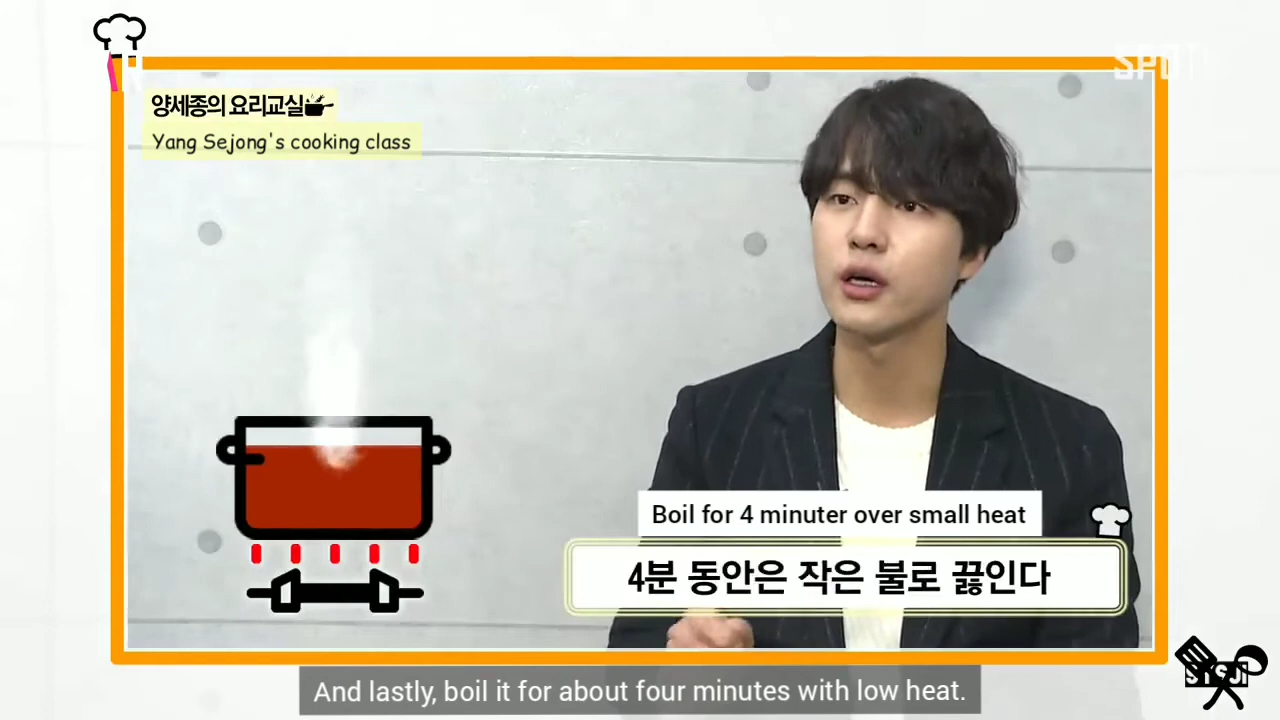 SPOT
양세종의 요리교실
Yang Sejong's cooking class
Boil for 4 minuter over small heat
4분 동안은 작은 불로 끓인다
And lastly, boil it for about four minutes with low heat.